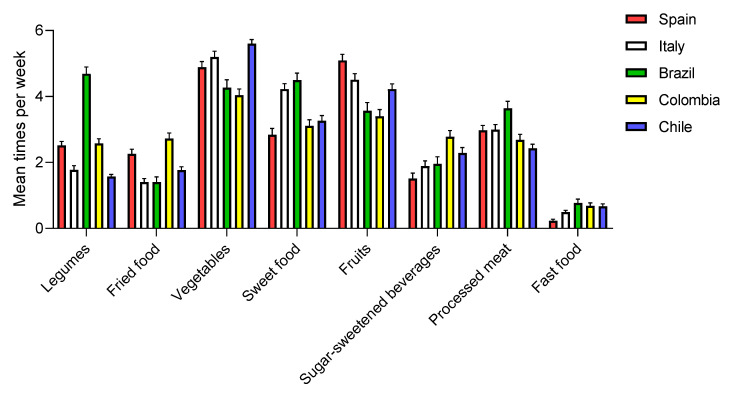 Mean times per week
6
4
2
0
Legumes
Fried food
Vegetables
Sweet food
Fruits
Sugar-sweetened beverages
Processed meat
Fast food
Spain
Italy
Brazil
Colombia
Chile